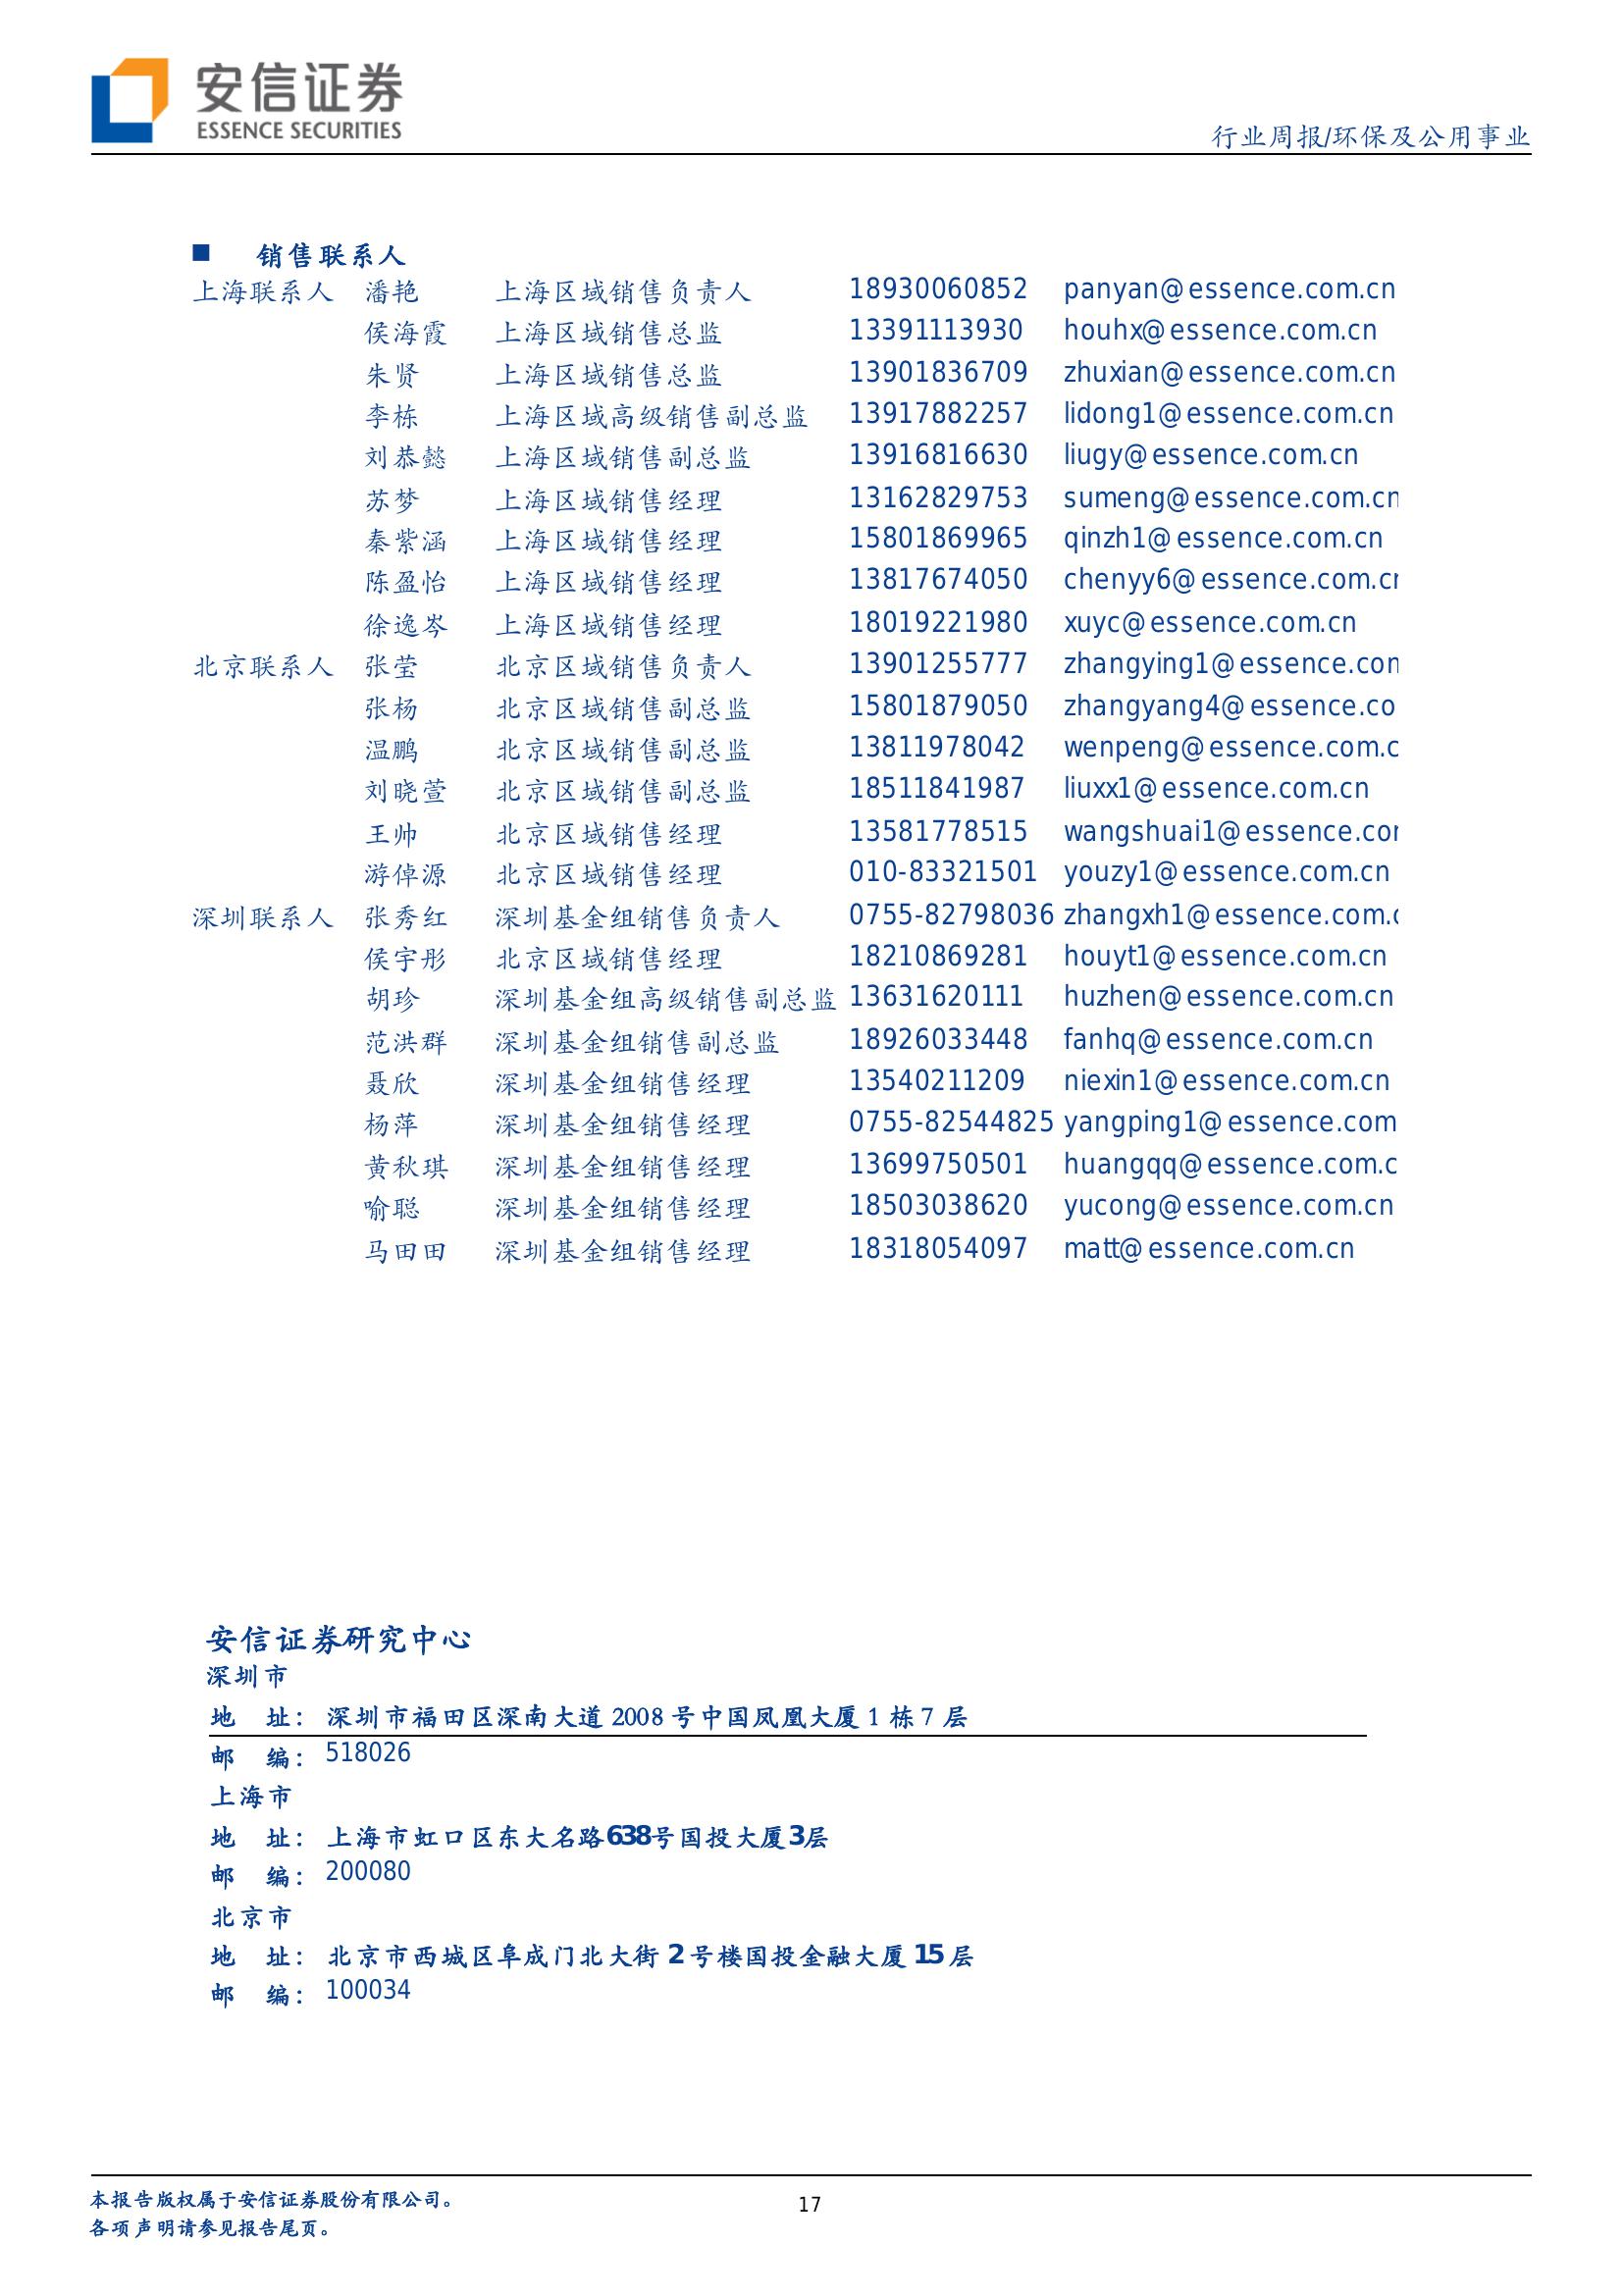 安信证券
ESSENCE SECURITIES
行业周报/环保及公用事业
■ 销售联系人
上海联系人 潘艳 上海区域销售负责人 18930060852 panyan@essence.com.cn
侯海霞 上海区域销售总监 13391113930 houhx@essence.com.cn
朱贤 上海区域销售总监 13901836709 zhuxian@essence.com.cn
李栋 上海区域高级销售副总监 13917882257 lidong1@essence.com.cn
刘恭懿 上海区域销售副总监 13916816630 liugy@essence.com.cn
苏梦 上海区域销售经理 13162829753 sumeng@essence.com.cn
秦紫涵 上海区域销售经理 15801869965 qinzh1@essence.com.cn
陈盈怡 上海区域销售经理 13817674050 chenyy6@essence.com.cn
徐逸岑 上海区域销售经理 18019221980 xuyc@essence.com.cn
北京联系人 张莹 北京区域销售负责人 13901255777 zhangying1@essence.com
张杨 北京区域销售副总监 15801879050 zhangyang4@essence.co
温鹏 北京区域销售副总监 13811978042 wenpeng@essence.com.c
刘晓萱 北京区域销售副总监 18511841987 liuxx1@essence.com.cn
王帅 北京区域销售经理 13581778515 wangshuai1@essence.com
游倬源 北京区域销售经理 010-83321501 youzy1@essence.com.cn
深圳联系人 张秀红 深圳基金组销售负责人 0755-82798036 zhangxh1@essence.com.c
侯宇彤 北京区域销售经理 18210869281 houyt1@essence.com.cn
胡珍 深圳基金组高级销售副总监 13631620111 huzhen@essence.com.cn
范洪群 深圳基金组销售副总监 18926033448 fanhq@essence.com.cn
聂欣 深圳基金组销售经理 13540211209 niexin1@essence.com.cn
杨萍 深圳基金组销售经理 0755-82544825 yangping1@essence.com
黄秋琪 深圳基金组销售经理 13699750501 huangqq@essence.com.c
喻聪 深圳基金组销售经理 18503038620 yucong@essence.com.cn
马田田 深圳基金组销售经理 18318054097 matt@essence.com.cn
安信证券研究中心
深圳市
地 址： 深圳市福田区深南大道 2008 号中国凤凰大厦 1 栋 7 层
邮 编： 518026
上海市
地 址： 上海市虹口区东大名路638号国投大厦3层
邮 编： 200080
北京市
地 址： 北京市西城区阜成门北大街 2 号楼国投金融大厦 15 层
邮 编： 100034
本报告版权属于安信证券股份有限公司。
17
各项声明请参见报告尾页。